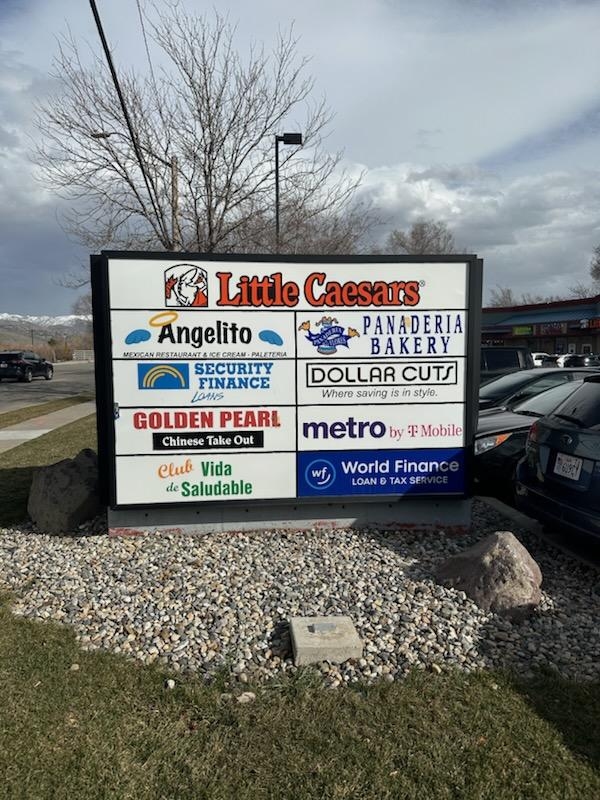 Little Caesars®
Angelito
MEXICAN RESTAURANT & ICE CREAM - PALETERIA
PANADERIA
BAKERY
SECURITY
FINANCE
LOANS
DOLLAR CUTS
Where saving is in style.
GOLDEN PEARL
Chinese Take Out
metro by T Mobile
Club Vida
de Saludable
wf World Finance
LOAN & TAX SERVICE